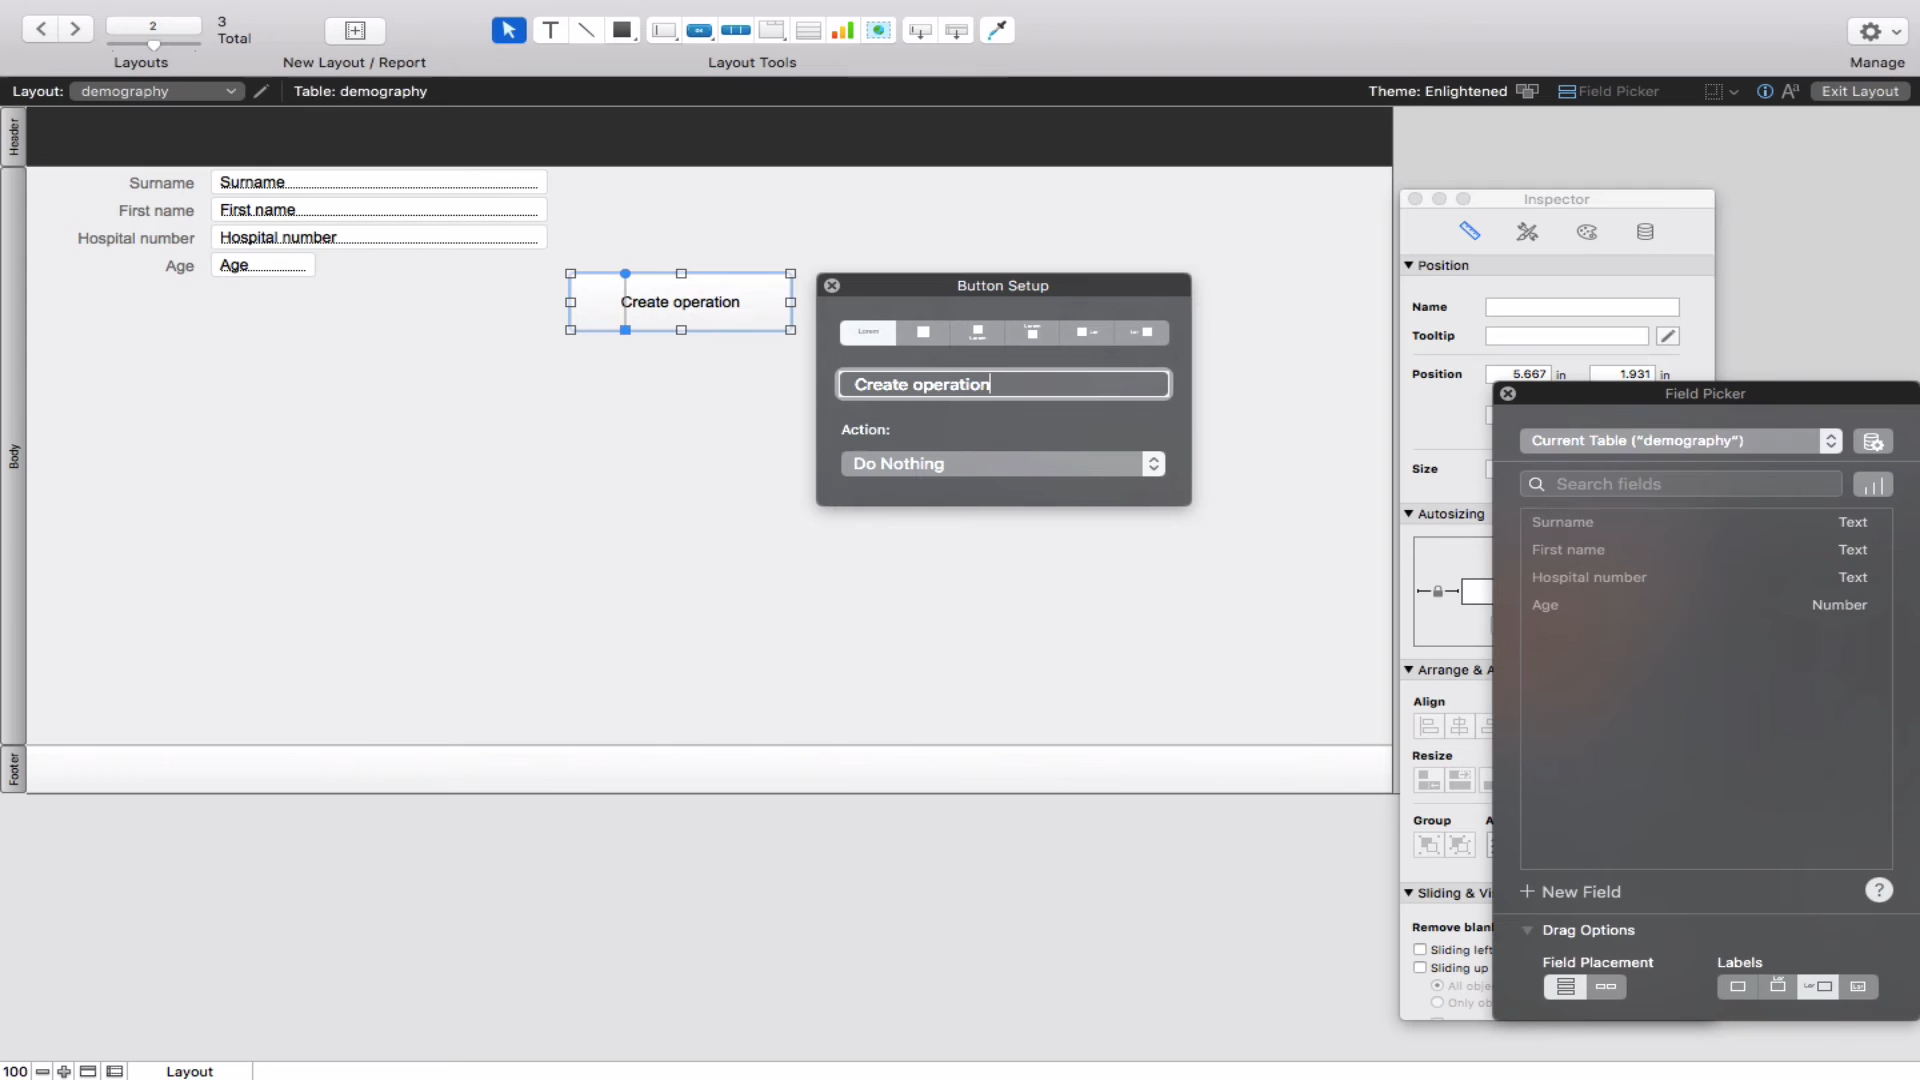 2
3
Total
Layouts
New Layout / Report
Layout Tools
Manage
Layout: demography
Table: demography
Theme: Enlightened
Field Picker
Exit Layout
Header
Surname Surname
First name First name
Hospital number Hospital number
Age Age
Body
Footer
Create operation
Button Setup
Create operation
Action:
Do Nothing
Inspector
Position
Name
Tooltip
Position 5.667 in 1.931 in
Size
Autosizing
Arrange & A
Align
Resize
Group
Sliding & Vi
Remove blan
Sliding left
Sliding up
All obje
Only ob
Field Picker
Current Table ("demography")
Search fields
Surname Text
First name Text
Hospital number Text
Age Number
+ New Field
?
Drag Options
Field Placement
Labels
100
Layout